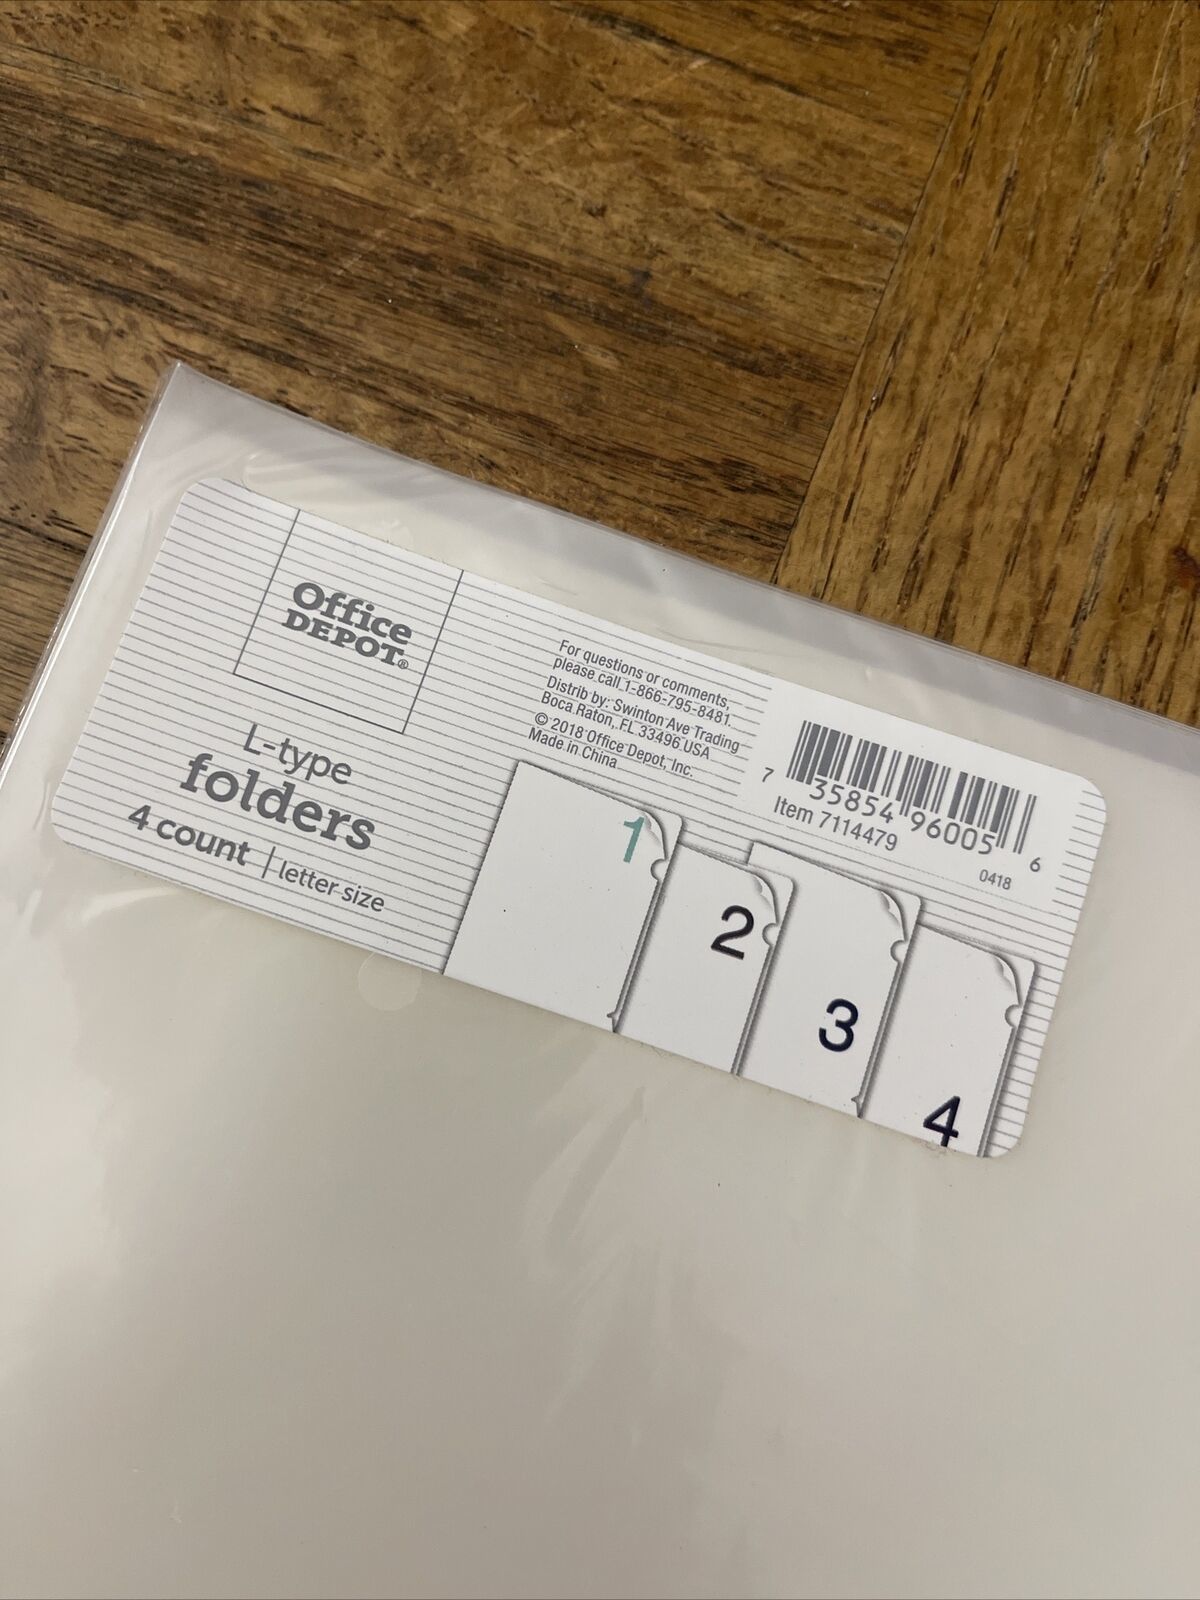 Office
DEPOT®
L-type
folders
4 count | letter size
For questions or comments,
please call 1-866-795-8481.
Distrib by: Swinton Ave Trading
Boca Raton, FL 33496 USA
© 2018 Office Depot, Inc.
Made in China
7 35854 96005 6
Item 7114479
0418
1
2
3
4